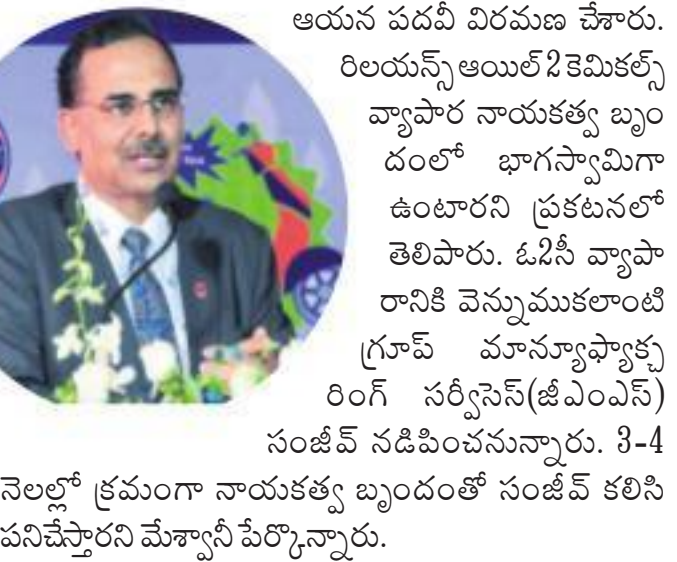 ఆయన పదవీ విరమణ చేశారు.
రిలయన్స్ ఆయిల్ 2 కెమికల్స్
వ్యాపార నాయకత్వ బృం
దంలో భాగస్వామిగా
ఉంటారని ప్రకటనలో
తెలిపారు. ఓ2సీ వ్యాపా
రానికి వెన్నుముకలాంటి
గ్రూప్ మాన్యూఫ్యాక్చ
రింగ్ సర్వీసెస్(జీఎంఎస్)
సంజీవ్ నడిపించనున్నారు. 3-4
నెలల్లో క్రమంగా నాయకత్వ బృందంతో సంజీవ్ కలిసి
పనిచేస్తారని మేశ్వానీ పేర్కొన్నారు.